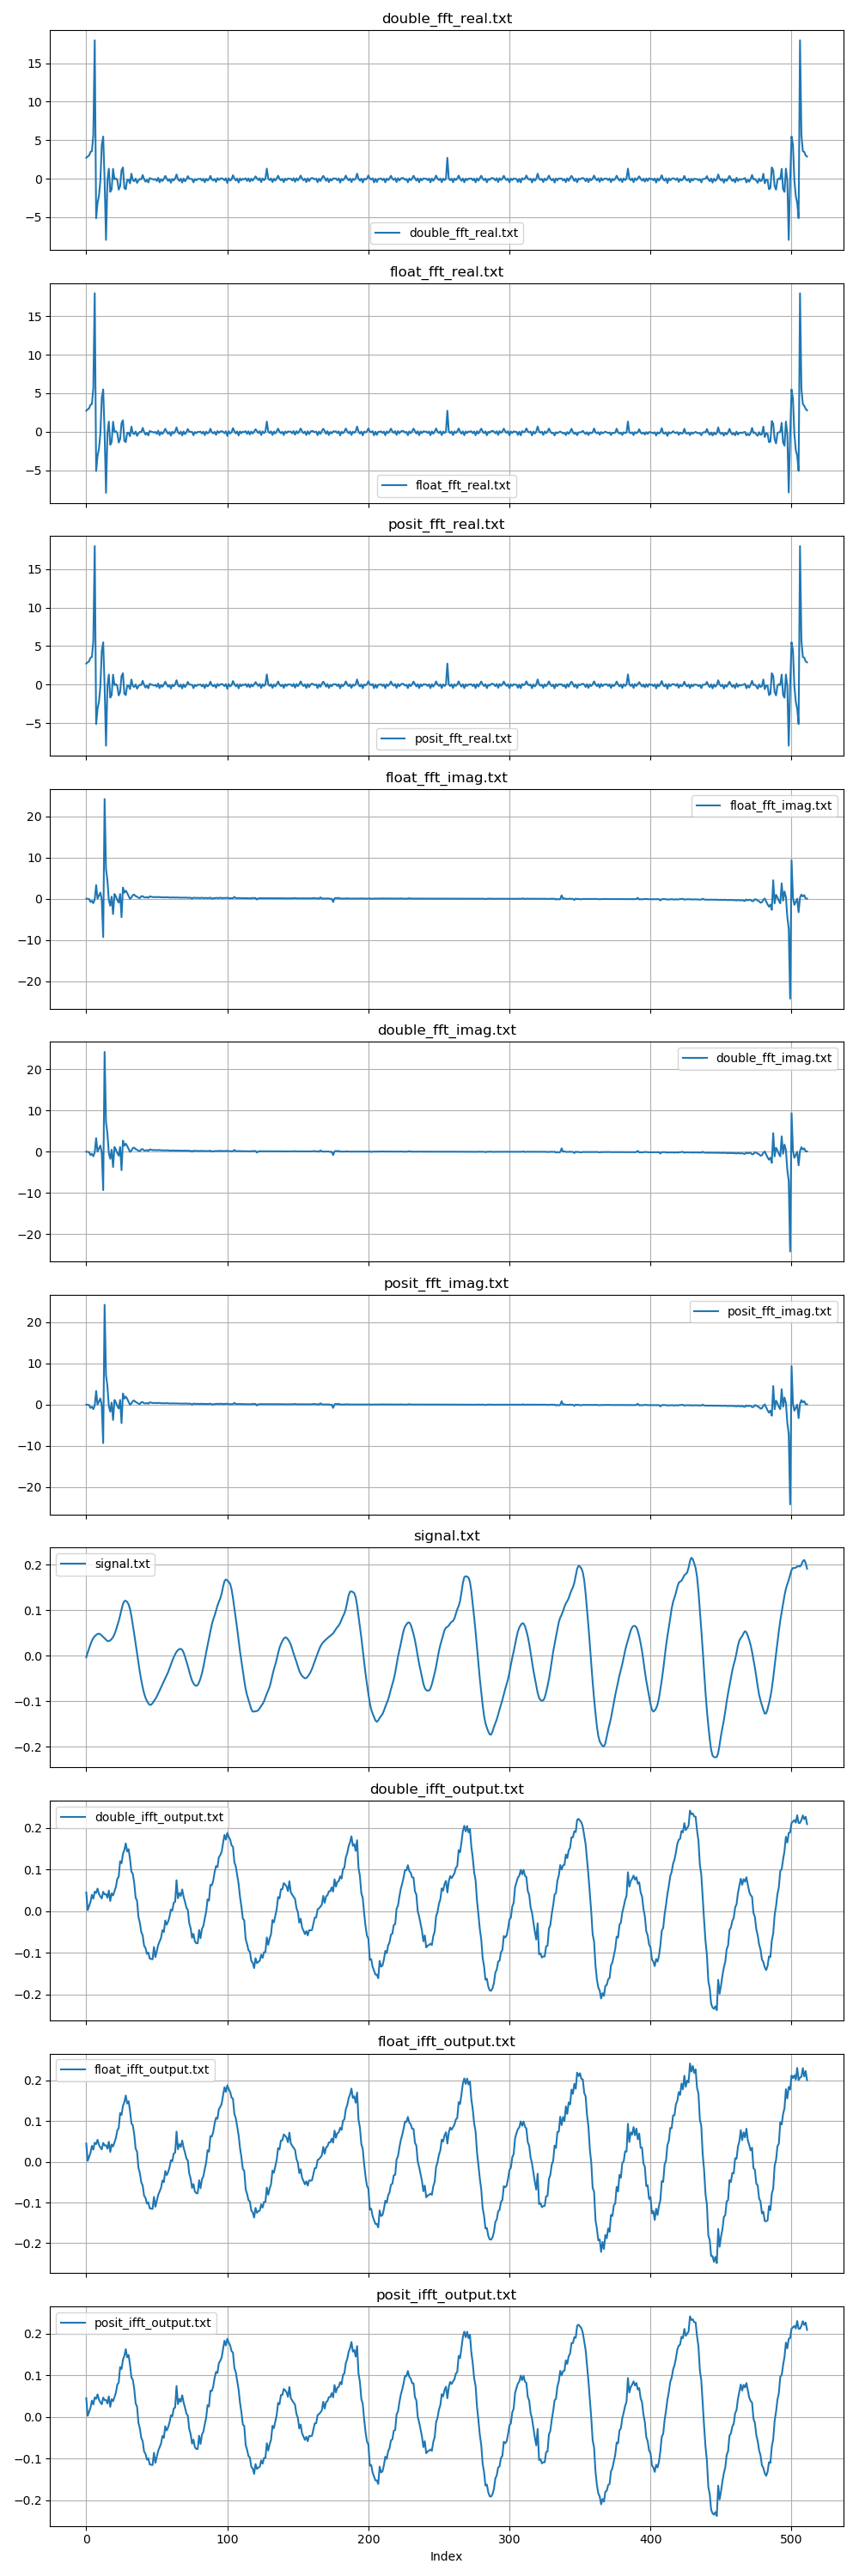 double_fft_real.txt
15
10
5
0
−5
double_fft_real.txt
float_fft_real.txt
15
10
5
0
−5
float_fft_real.txt
posit_fft_real.txt
15
10
5
0
−5
posit_fft_real.txt
float_fft_imag.txt
float_fft_imag.txt
20
10
0
−10
−20
double_fft_imag.txt
double_fft_imag.txt
20
10
0
−10
−20
posit_fft_imag.txt
posit_fft_imag.txt
20
10
0
−10
−20
signal.txt
signal.txt
0.2
0.1
0.0
−0.1
−0.2
double_ifft_output.txt
double_ifft_output.txt
0.2
0.1
0.0
−0.1
−0.2
float_ifft_output.txt
float_ifft_output.txt
0.2
0.1
0.0
−0.1
−0.2
posit_ifft_output.txt
posit_ifft_output.txt
0.2
0.1
0.0
−0.1
−0.2
0 100 200 300 400 500
Index